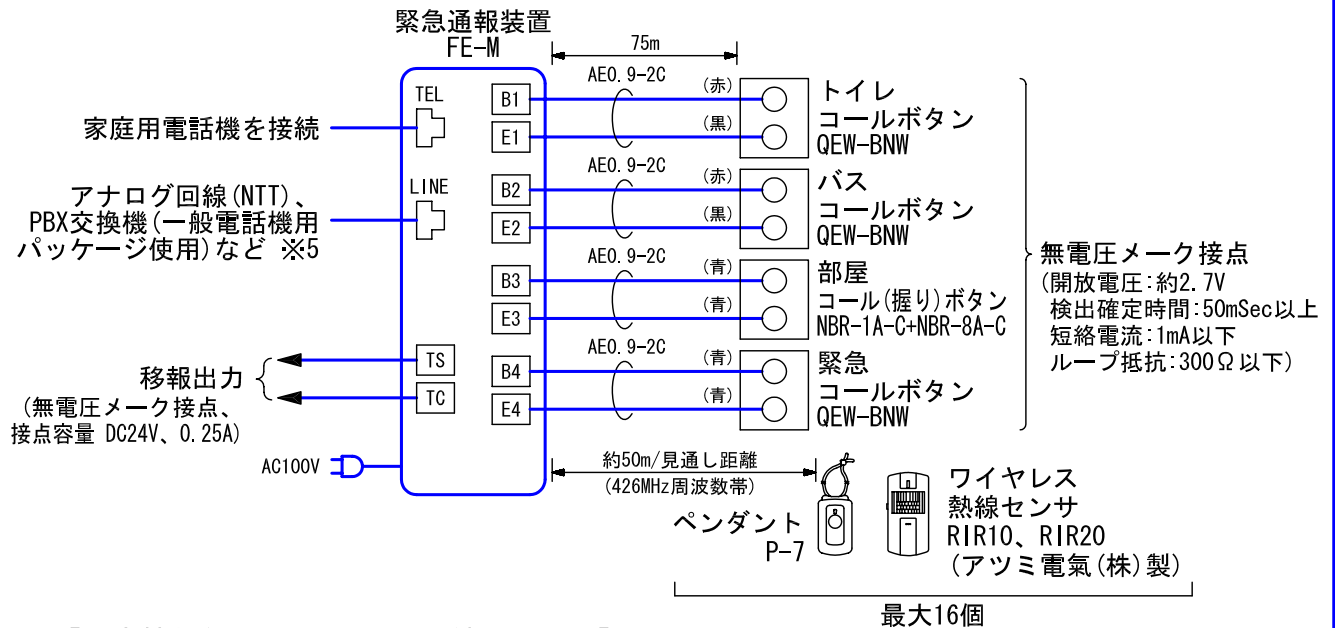 緊急通報装置
FE-M
75m
TEL
家庭用電話機を接続
LINE
アナログ回線(NTT)、
PBX交換機(一般電話機用
パッケージ使用)など ※5
B1
E1
B2
E2
B3
E3
B4
E4
TS
TC
移報出力
(無電圧メーク接点、
接点容量 DC24V、0.25A)
AC100V
AE0.9-2C
(赤)
(黒)
トイレ
コールボタン
QEW-BNW
AE0.9-2C
(赤)
(黒)
バス
コールボタン
QEW-BNW
AE0.9-2C
(青)
(青)
部屋
コール(握り)ボタン
NBR-1A-C+NBR-8A-C
AE0.9-2C
(青)
(青)
緊急
コールボタン
QEW-BNW
無電圧メーク接点
(開放電圧:約2.7V
検出確定時間:50mSec以上
短絡電流:1mA以下
ループ抵抗:300Ω以下)
約50m/見通し距離
(426MHz周波数帯)
ペンダント
P-7
ワイヤレス
熱線センサ
RIR10、RIR20
(アツミ電氣(株)製)
最大16個